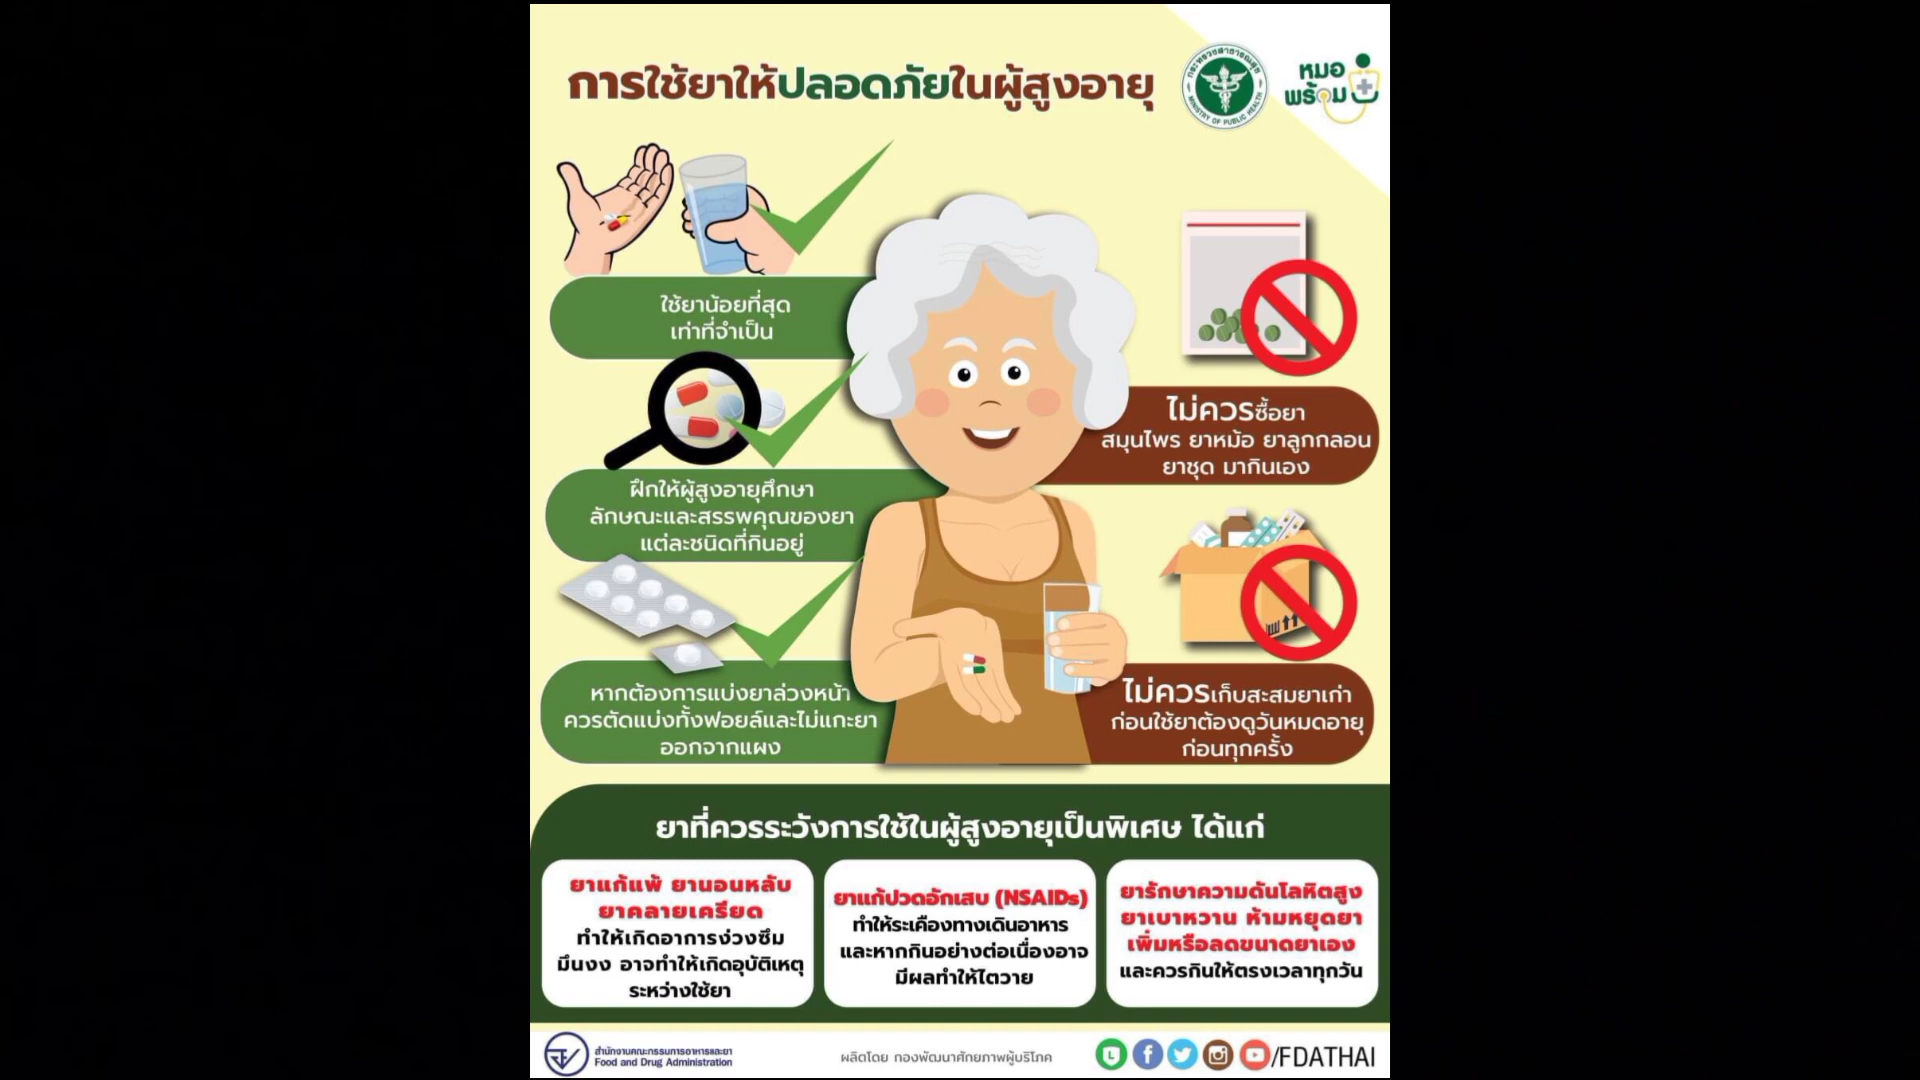 การใช้ยาให้ปลอดภัยในผู้สูงอายุ
กระทรวงสาธารณสุข
MINISTRY OF PUBLIC HEALTH
หมอ
พร้อม
ใช้ยาน้อยที่สุด
เท่าที่จำเป็น
ฝึกให้ผู้สูงอายุศึกษา
ลักษณะและสรรพคุณของยา
แต่ละชนิดที่กินอยู่
หากต้องการแบ่งยาล่วงหน้า
ควรตัดแบ่งทั้งฟอยล์และไม่แกะยา
ออกจากแผง
ไม่ควรซื้อยา
สมุนไพร ยาหม้อ ยาลูกกลอน
ยาชุด มากินเอง
ไม่ควรเก็บสะสมยาเก่า
ก่อนใช้ยาต้องดูวันหมดอายุ
ก่อนทุกครั้ง
ยาที่ควรระวังการใช้ในผู้สูงอายุเป็นพิเศษ ได้แก่
ยาแก้แพ้ ยานอนหลับ
ยาคลายเครียด
ทำให้เกิดอาการง่วงซึม
มึนงง อาจทำให้เกิดอุบัติเหตุ
ระหว่างใช้ยา
ยาแก้ปวดอักเสบ (NSAIDs)
ทำให้ระเคืองทางเดินอาหาร
และหากกินอย่างต่อเนื่องอาจ
มีผลทำให้ไตวาย
ยารักษาความดันโลหิตสูง
ยาเบาหวาน ห้ามหยุดยา
เพิ่มหรือลดขนาดยาเอง
และควรกินให้ตรงเวลาทุกวัน
สำนักงานคณะกรรมการอาหารและยา
Food and Drug Administration
ผลิตโดย กองพัฒนาศักยภาพผู้บริโภค
/FDATHAI